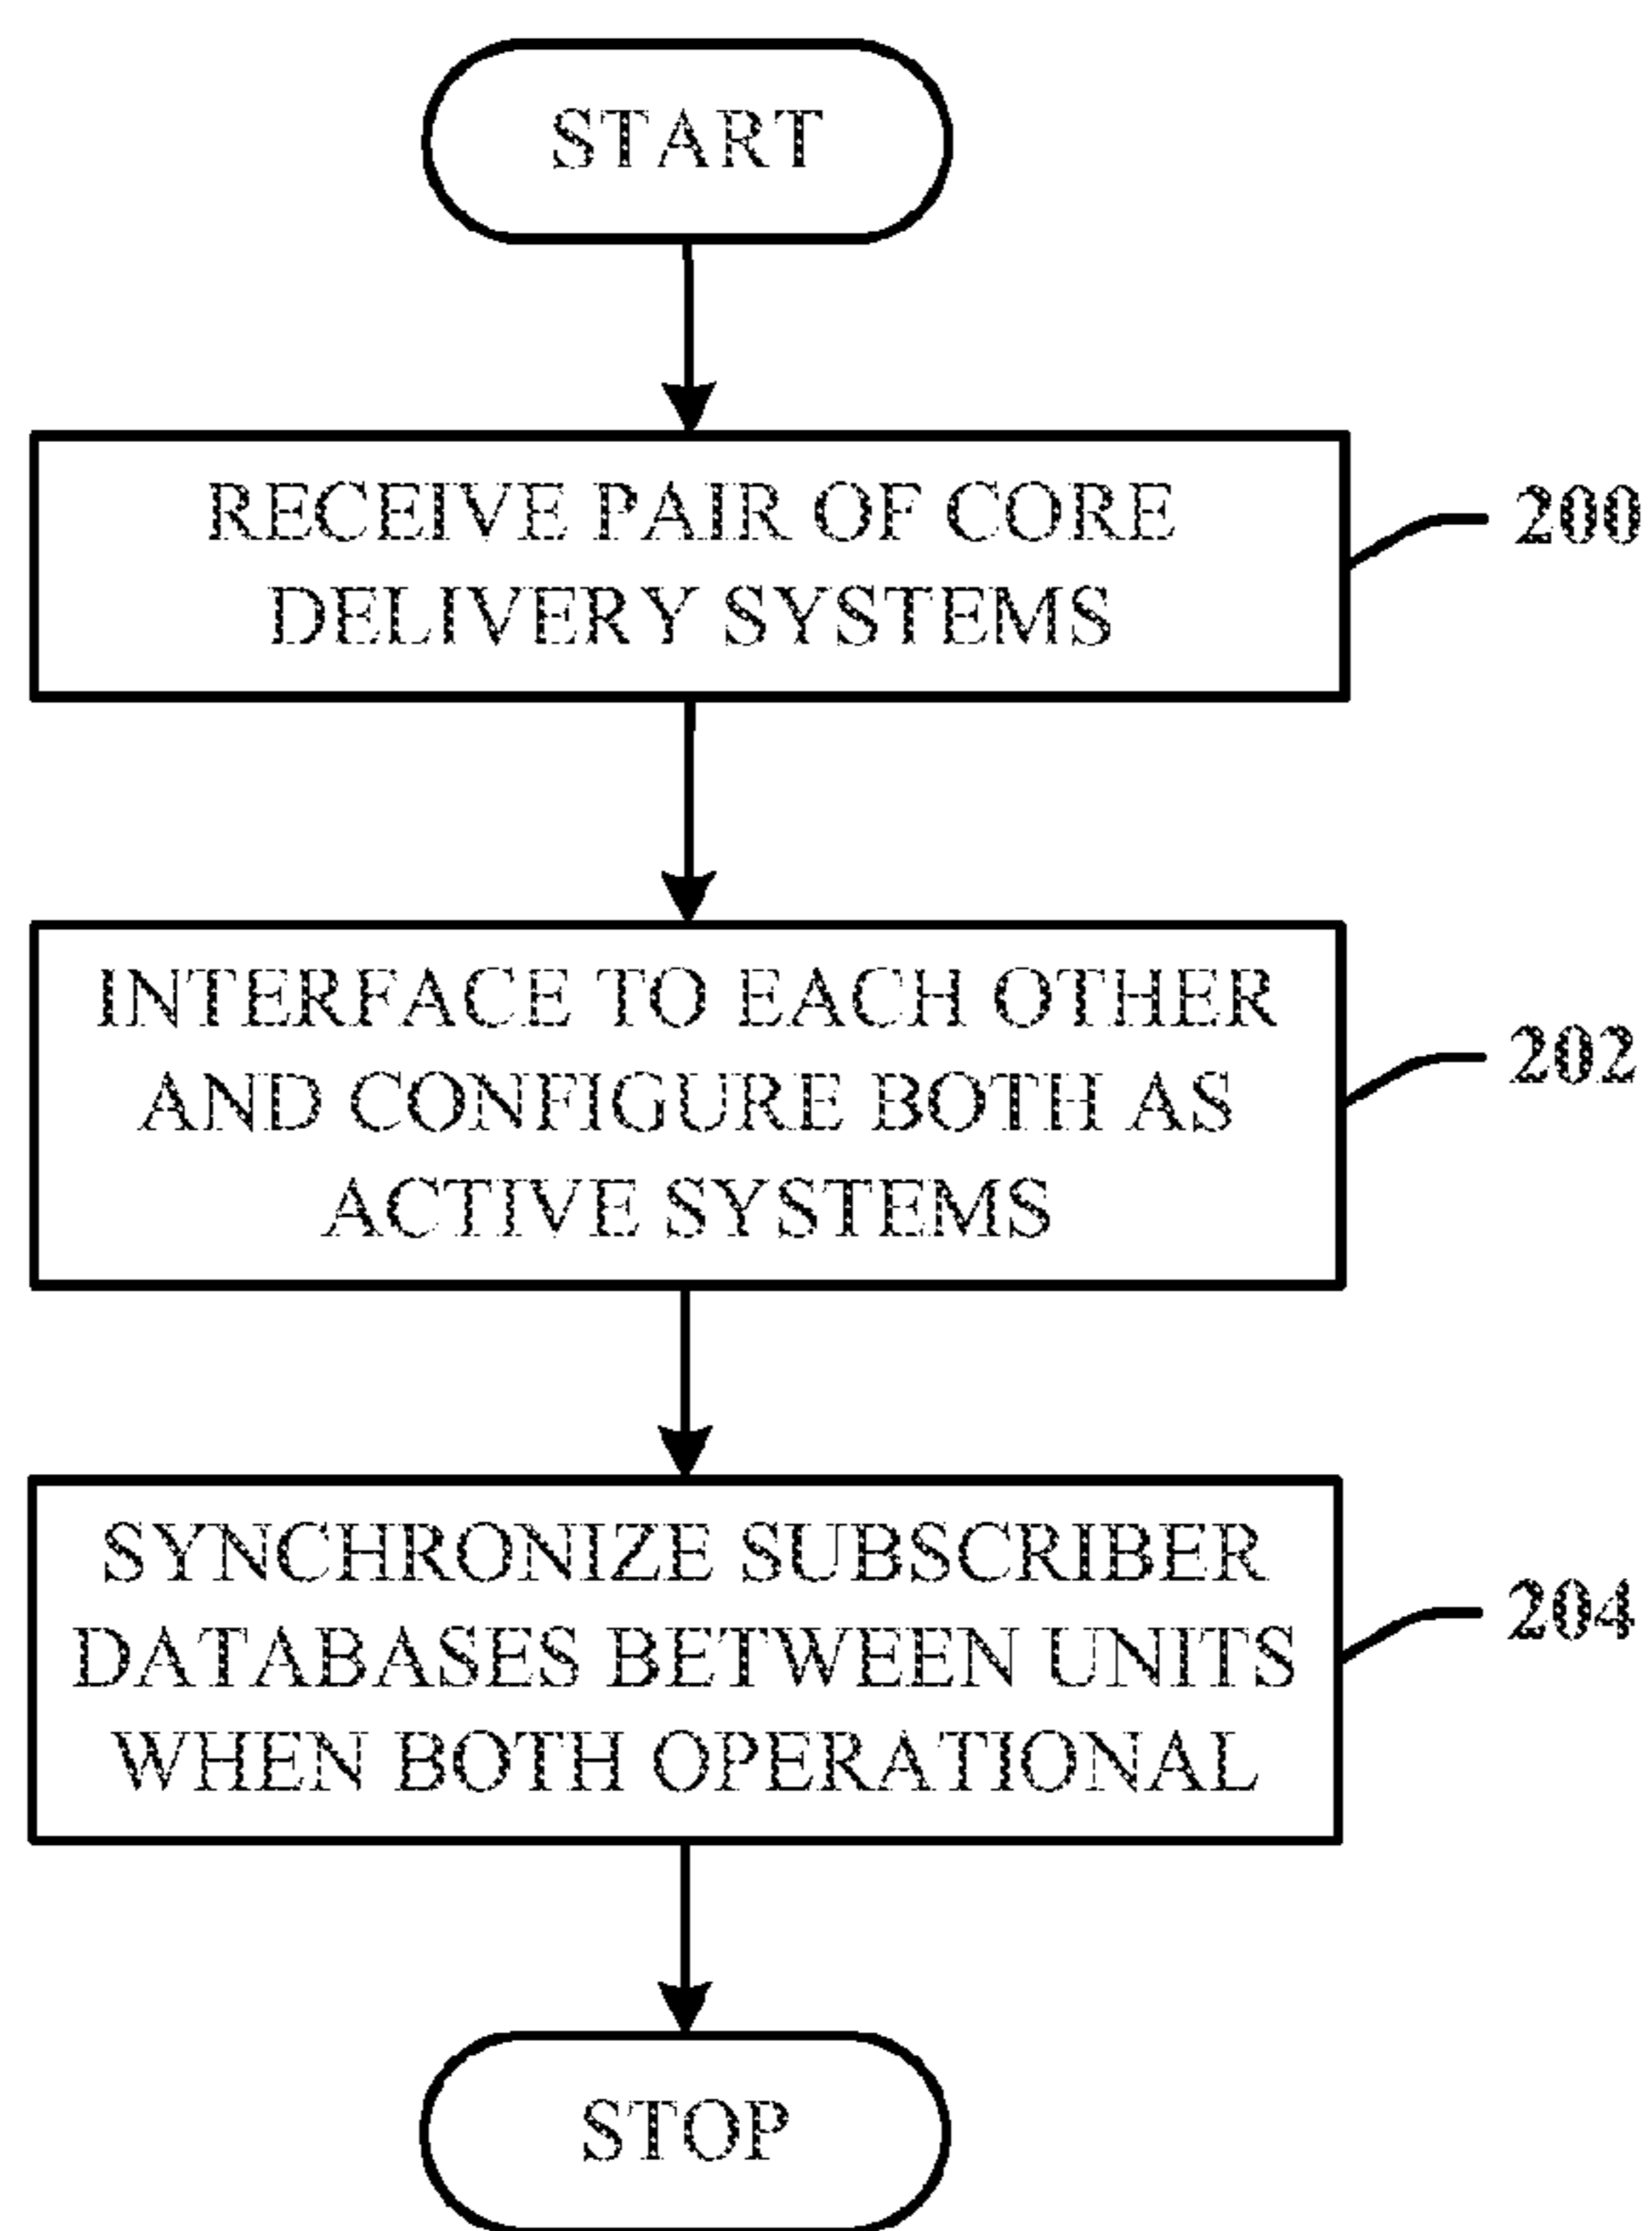 START
RECEIVE PAIR OF CORE
DELIVERY SYSTEMS
200
INTERFACE TO EACH OTHER
AND CONFIGURE BOTH AS
ACTIVE SYSTEMS
202
SYNCHRONIZE SUBSCRIBER
DATABASES BETWEEN UNITS
WHEN BOTH OPERATIONAL
204
STOP